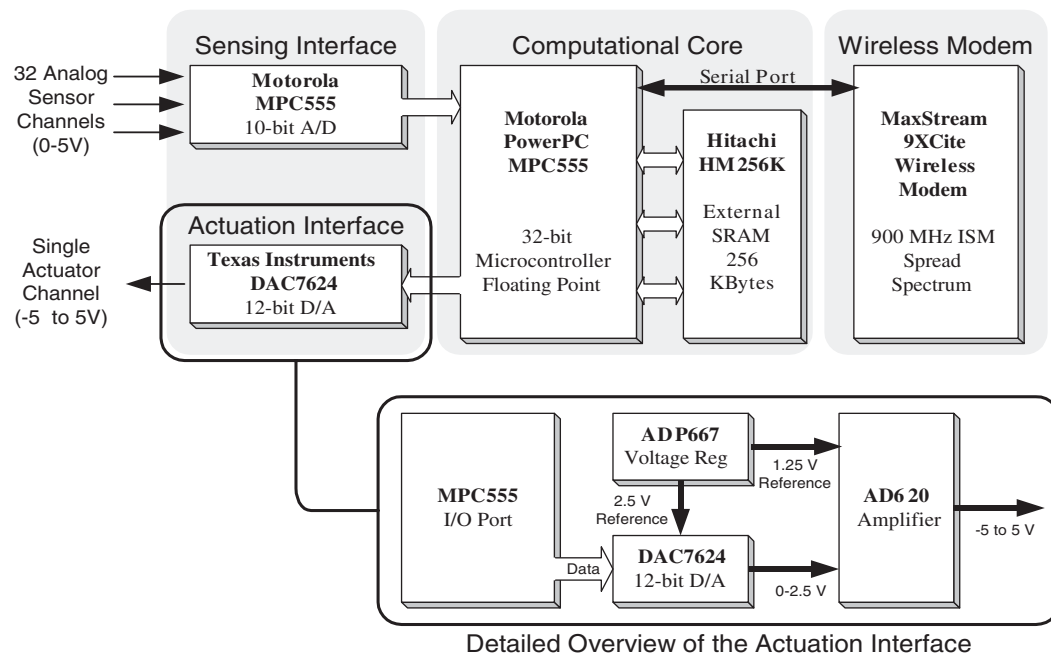 Sensing Interface
Computational Core
Wireless Modem
32 Analog
Sensor
Channels
(0-5V)
Motorola
MPC555
10-bit A/D
Motorola
PowerPC
MPC555
32-bit
Microcontroller
Floating Point
Serial Port
Hitachi
HM256K
External
SRAM
256
KBytes
MaxStream
9XCite
Wireless
Modem
900 MHz ISM
Spread
Spectrum
Actuation Interface
Single
Actuator
Channel
(-5 to 5V)
Texas Instruments
DAC7624
12-bit D/A
MPC555
I/O Port
Data
ADP667
Voltage Reg
2.5 V
Reference
1.25 V
Reference
DAC7624
12-bit D/A
0-2.5 V
AD620
Amplifier
-5 to 5 V
Detailed Overview of the Actuation Interface